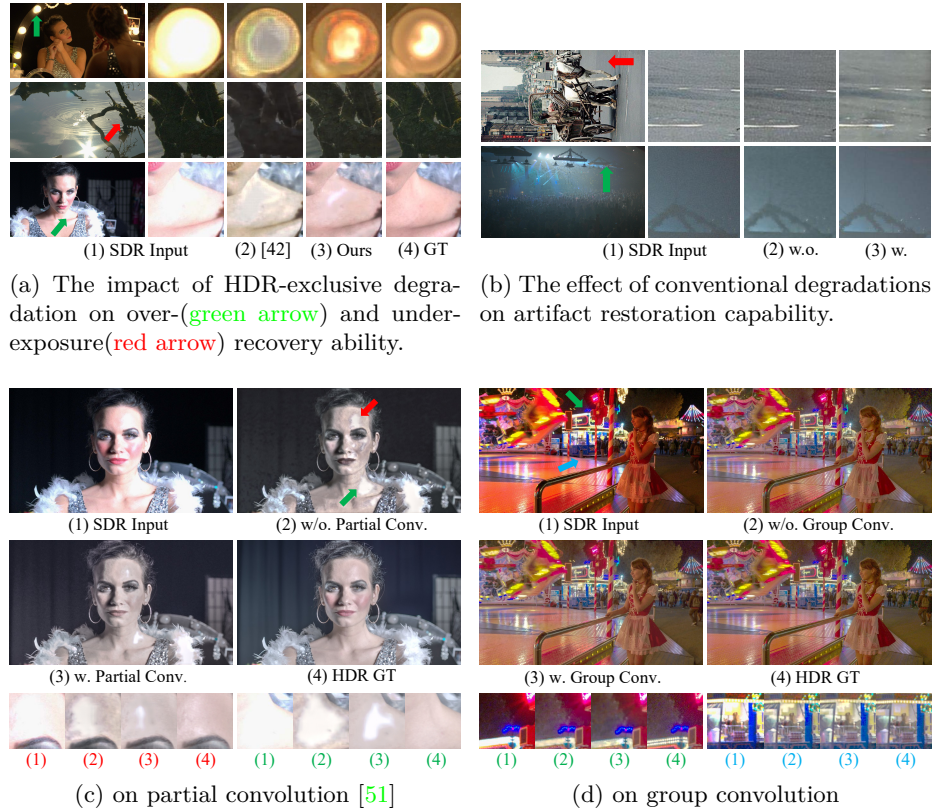 (1) SDR Input (2) [42] (3) Ours (4) GT
(a) The impact of HDR-exclusive degra-
dation on over-(green arrow) and under-
exposure(red arrow) recovery ability.
(1) SDR Input (2) w.o. (3) w.
(b) The effect of conventional degradations
on artifact restoration capability.
(1) SDR Input (2) w/o. Partial Conv.
(3) w. Partial Conv. (4) HDR GT
(1) (2) (3) (4) (1) (2) (3) (4)
(c) on partial convolution [51]
(1) SDR Input (2) w/o. Group Conv.
(3) w. Group Conv. (4) HDR GT
(1) (2) (3) (4) (1) (2) (3) (4)
(d) on group convolution